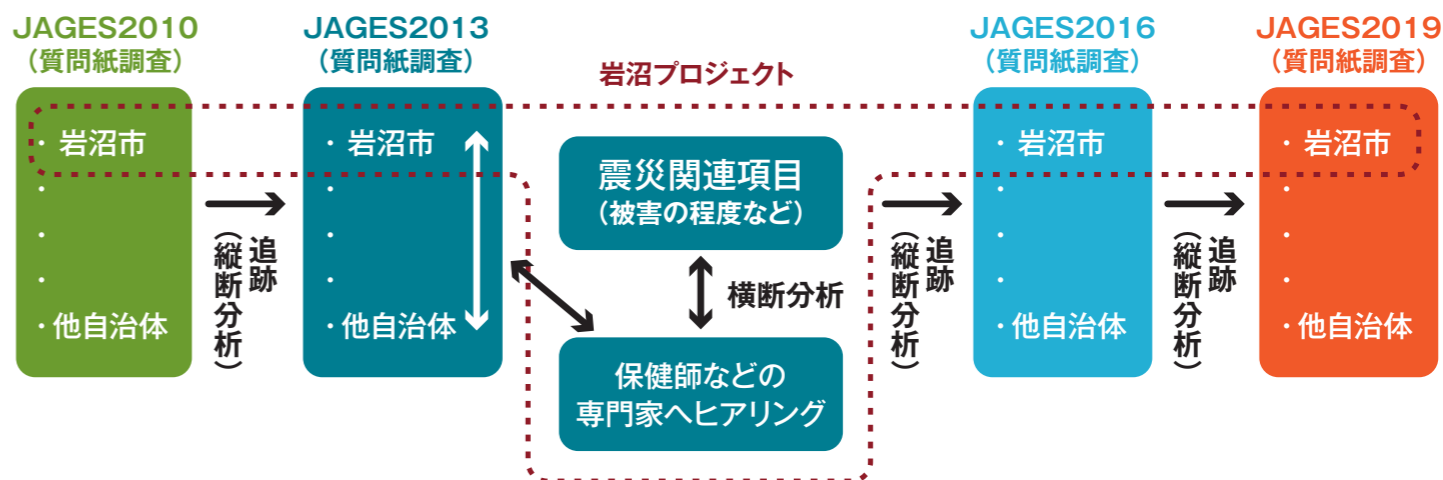 JAGES2010
（質問紙調査）
・岩沼市
・
・
・
・他自治体
追跡
（縦断分析）
JAGES2013
（質問紙調査）
・岩沼市
・
・
・
・他自治体
岩沼プロジェクト
震災関連項目
（被害の程度など）
横断分析
保健師などの
専門家へヒアリング
追跡
（縦断分析）
JAGES2016
（質問紙調査）
・岩沼市
・
・
・
・他自治体
追跡
（縦断分析）
JAGES2019
（質問紙調査）
・岩沼市
・
・
・
・他自治体